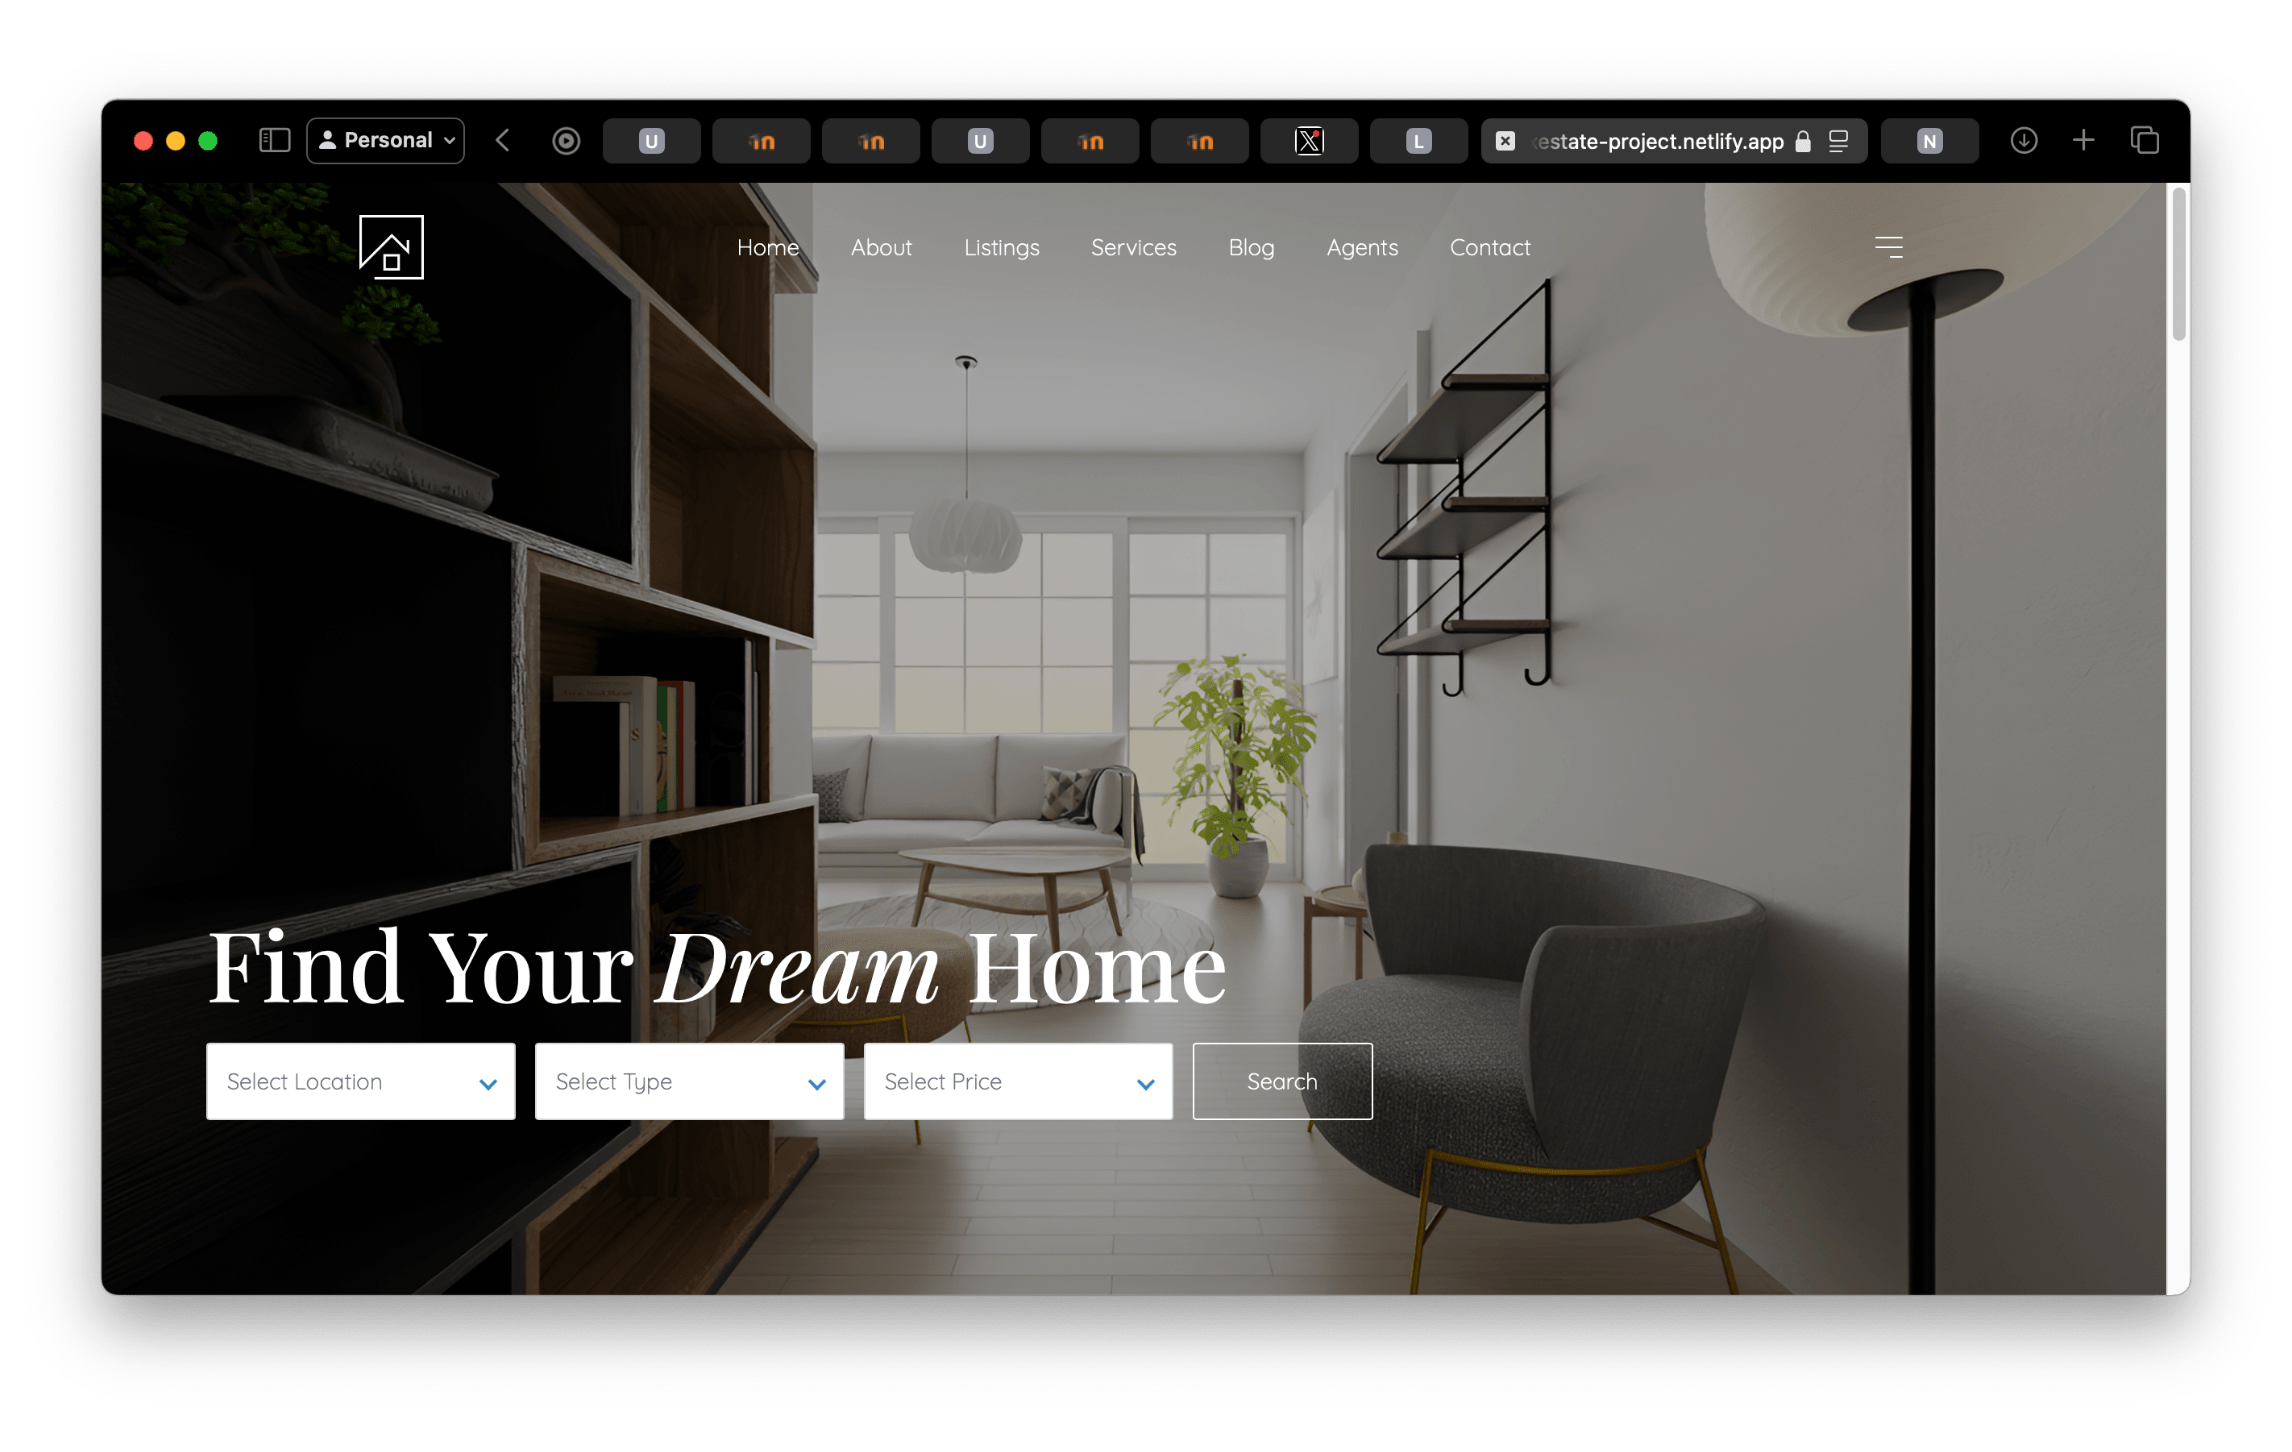 Personal
U
U
L
estate-project.netlify.app
N
Home
About
Listings
Services
Blog
Agents
Contact
Find Your Dream Home
Select Location
Select Type
Select Price
Search